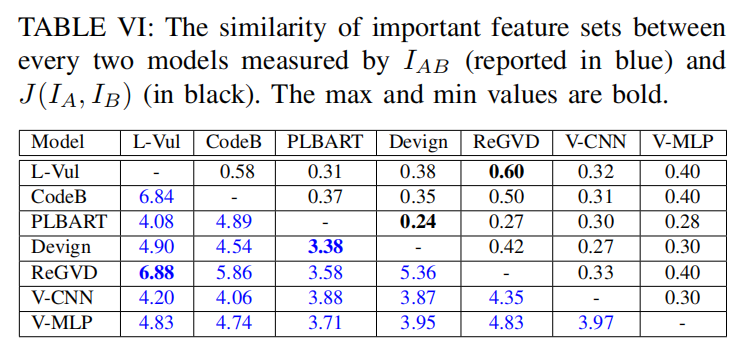 TABLE VI: The similarity of important feature sets between
every two models measured by I_AB (reported in blue) and
J(I_A, I_B) (in black). The max and min values are bold.
Model L-Vul CodeB PLBART Devign ReGVD V-CNN V-MLP
L-Vul - 0.58 0.31 0.38 0.60 0.32 0.40
CodeB 6.84 - 0.37 0.35 0.50 0.31 0.40
PLBART 4.08 4.89 - 0.24 0.27 0.30 0.28
Devign 4.90 4.54 3.38 - 0.42 0.27 0.30
ReGVD 6.88 5.86 3.58 5.36 - 0.33 0.40
V-CNN 4.20 4.06 3.88 3.87 4.35 - 0.30
V-MLP 4.83 4.74 3.71 3.95 4.83 3.97 -